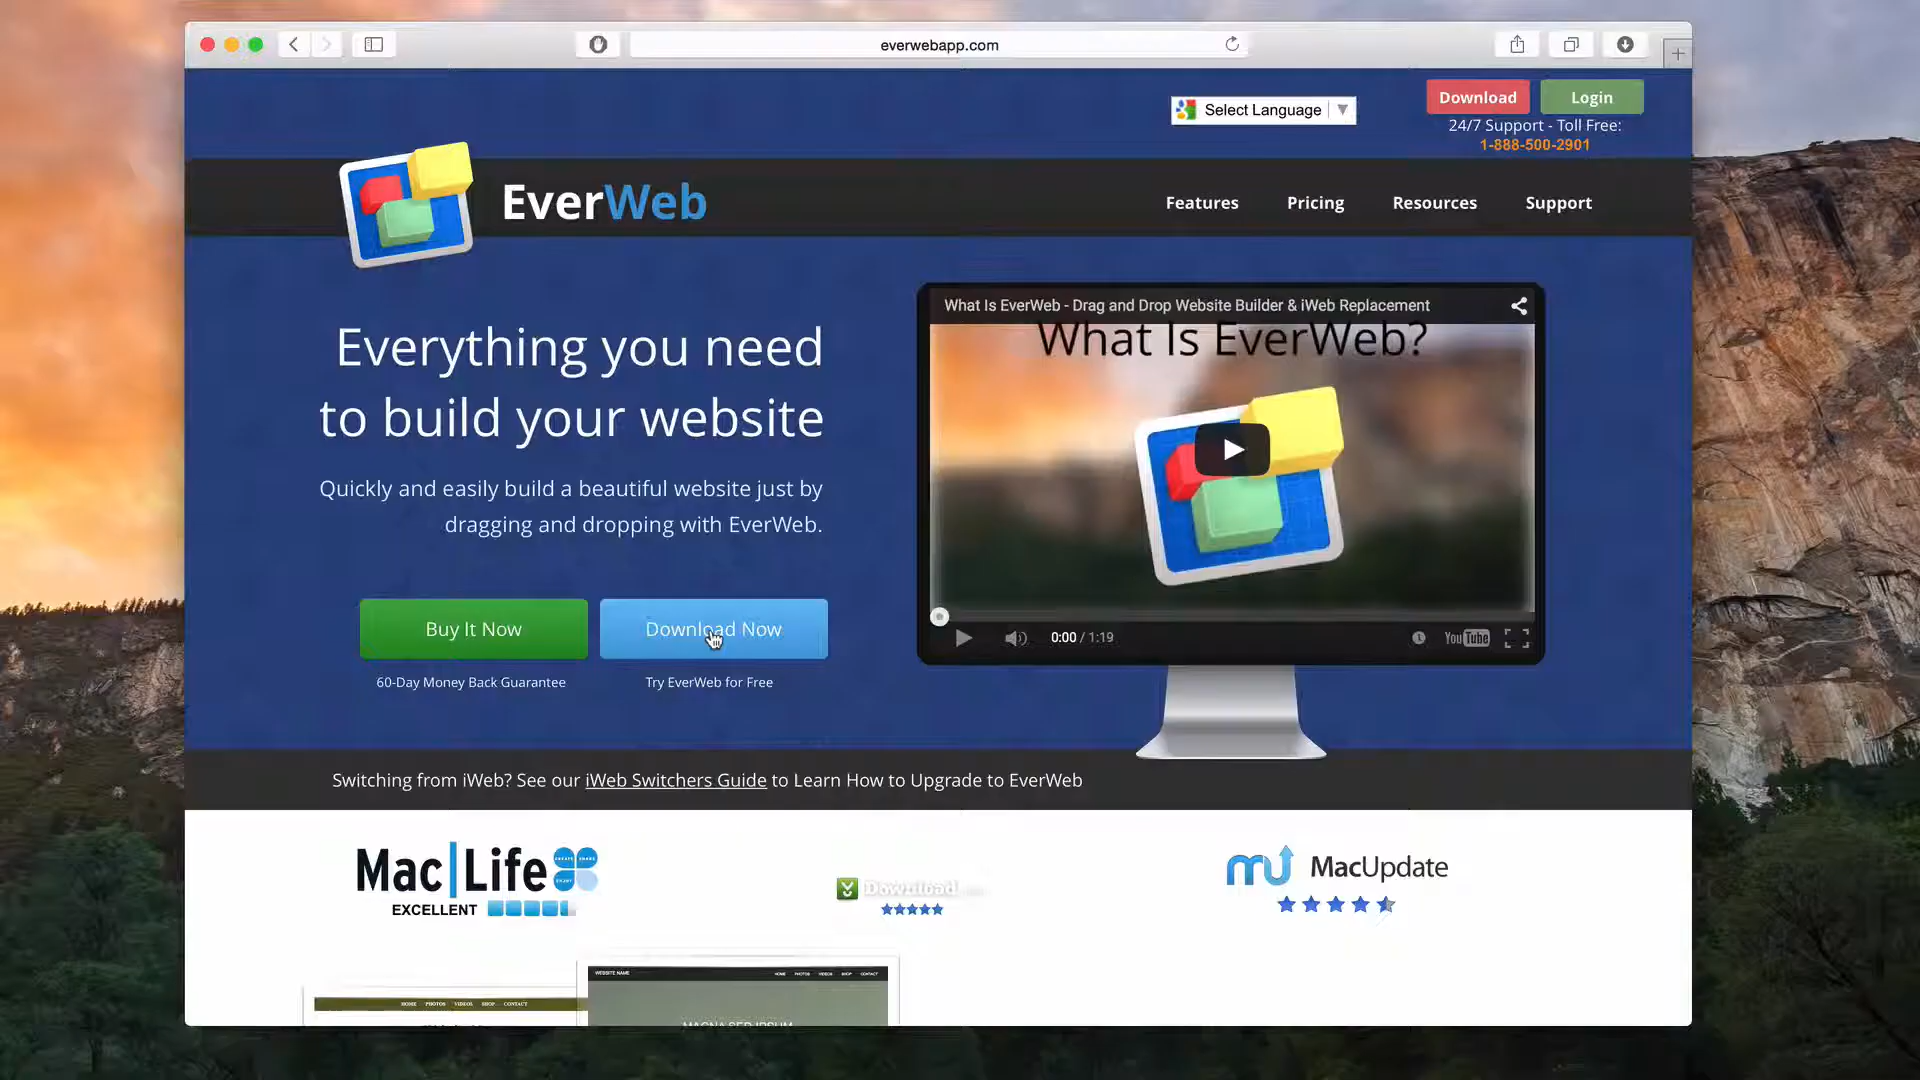 everwebapp.com
Select Language
Download
Login
24/7 Support - Toll Free:
1-888-500-2901
EverWeb
Features
Pricing
Resources
Support
Everything you need
to build your website
Quickly and easily build a beautiful website just by
dragging and dropping with EverWeb.
Buy It Now
Download Now
60-Day Money Back Guarantee
Try EverWeb for Free
What Is EverWeb - Drag and Drop Website Builder & iWeb Replacement
What Is EverWeb?
0:00 / 1:19
YouTube
Switching from iWeb? See our iWeb Switchers Guide to Learn How to Upgrade to EverWeb
Mac|Life
EXCELLENT
Download
MacUpdate
WEBSITE NAME
HOME PHOTOS VIDEOS SHOP CONTACT
HOME PHOTOS VIDEOS SHOP CONTACT